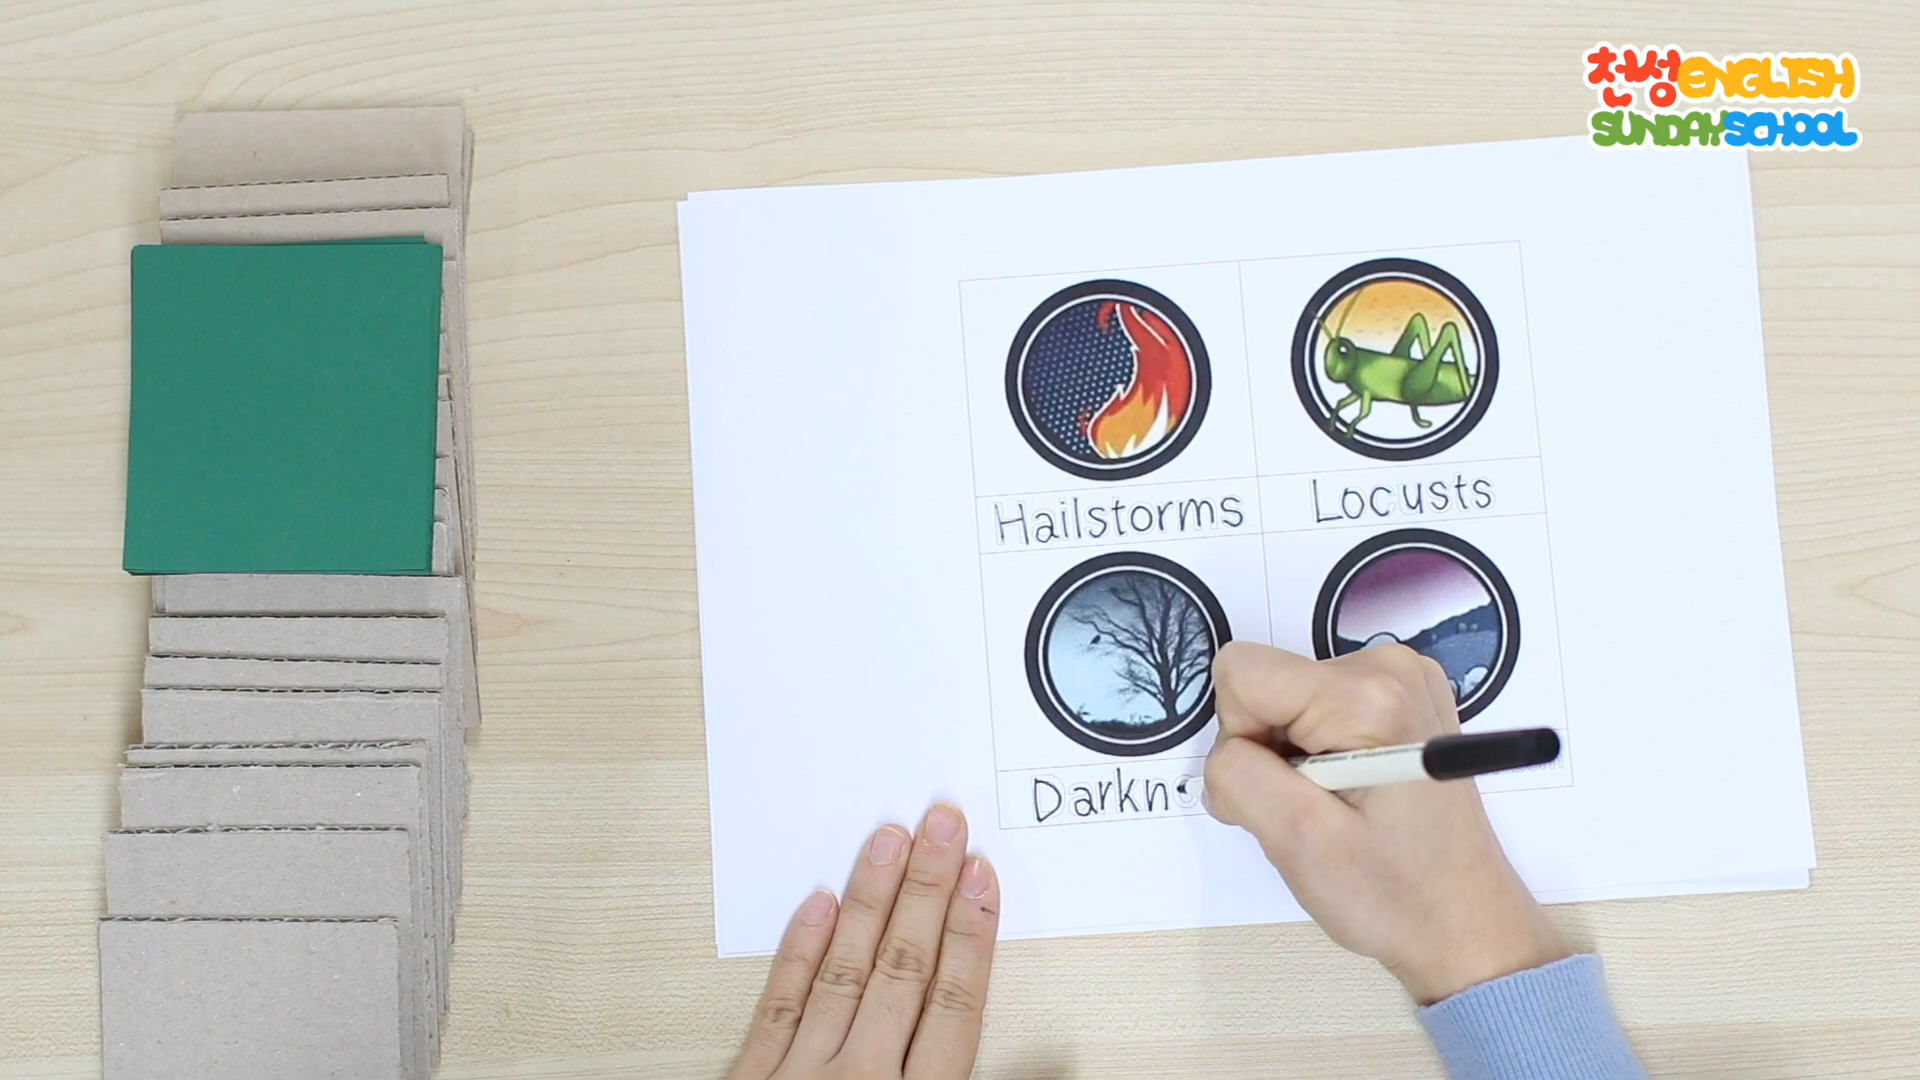 천성ENGLISH
SUNDAYSCHOOL
Hailstorms
Locusts
Darkn